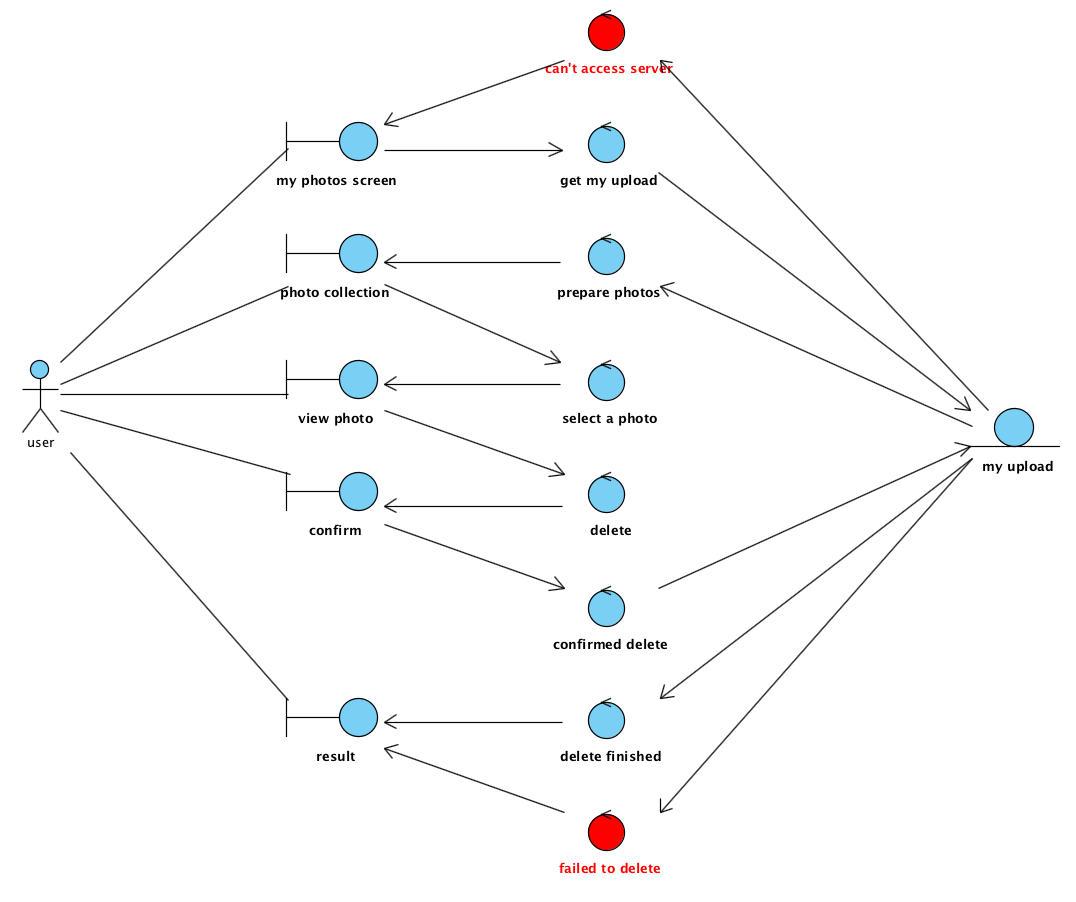 can't access server
my photos screen
get my upload
photo collection
prepare photos
view photo
select a photo
user
my upload
confirm
delete
confirmed delete
result
delete finished
failed to delete